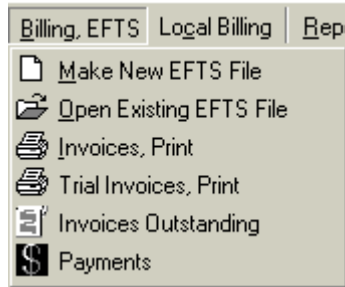 Billing, EFTS Local Billing Rep
Make New EFTS File
Open Existing EFTS File
Invoices, Print
Trial Invoices, Print
Invoices Outstanding
Payments